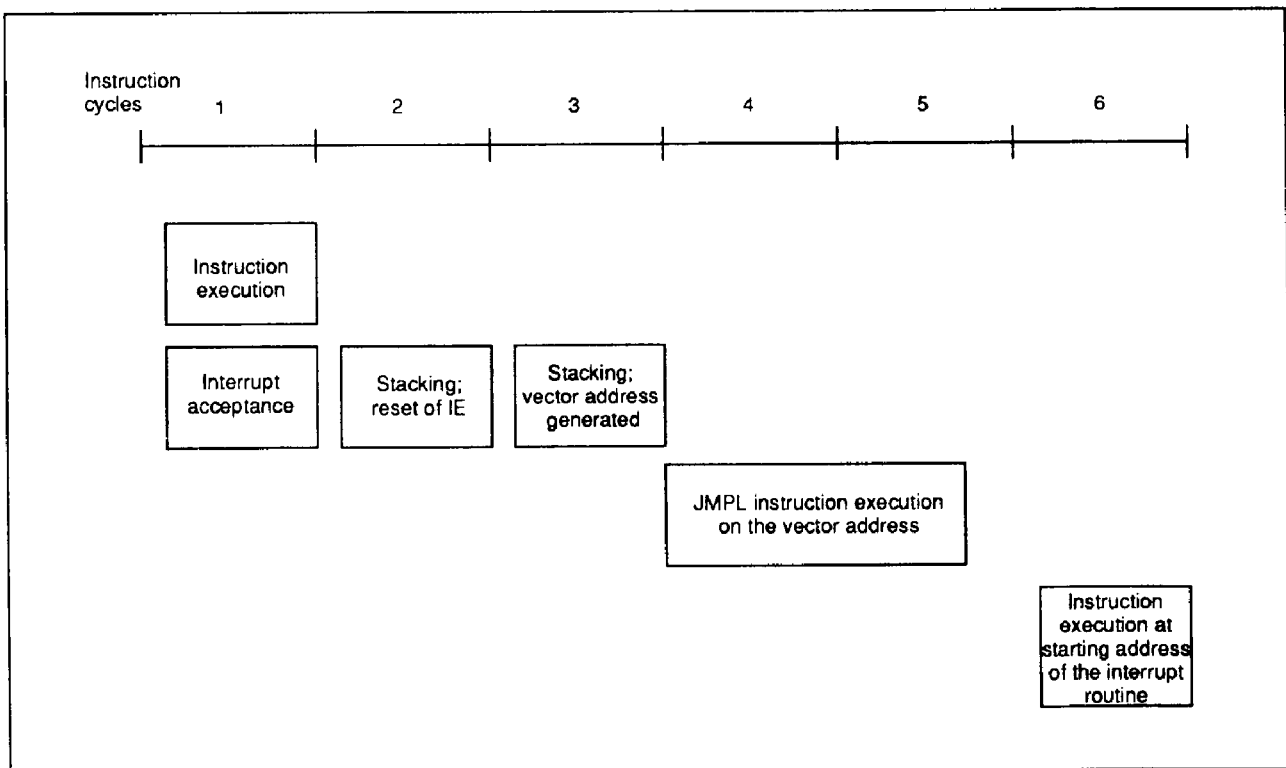 Instruction
cycles 1 2 3 4 5 6
Instruction
execution
Interrupt
acceptance
Stacking;
reset of IE
Stacking;
vector address
generated
JMPL instruction execution
on the vector address
Instruction
execution at
starting address
of the interrupt
routine